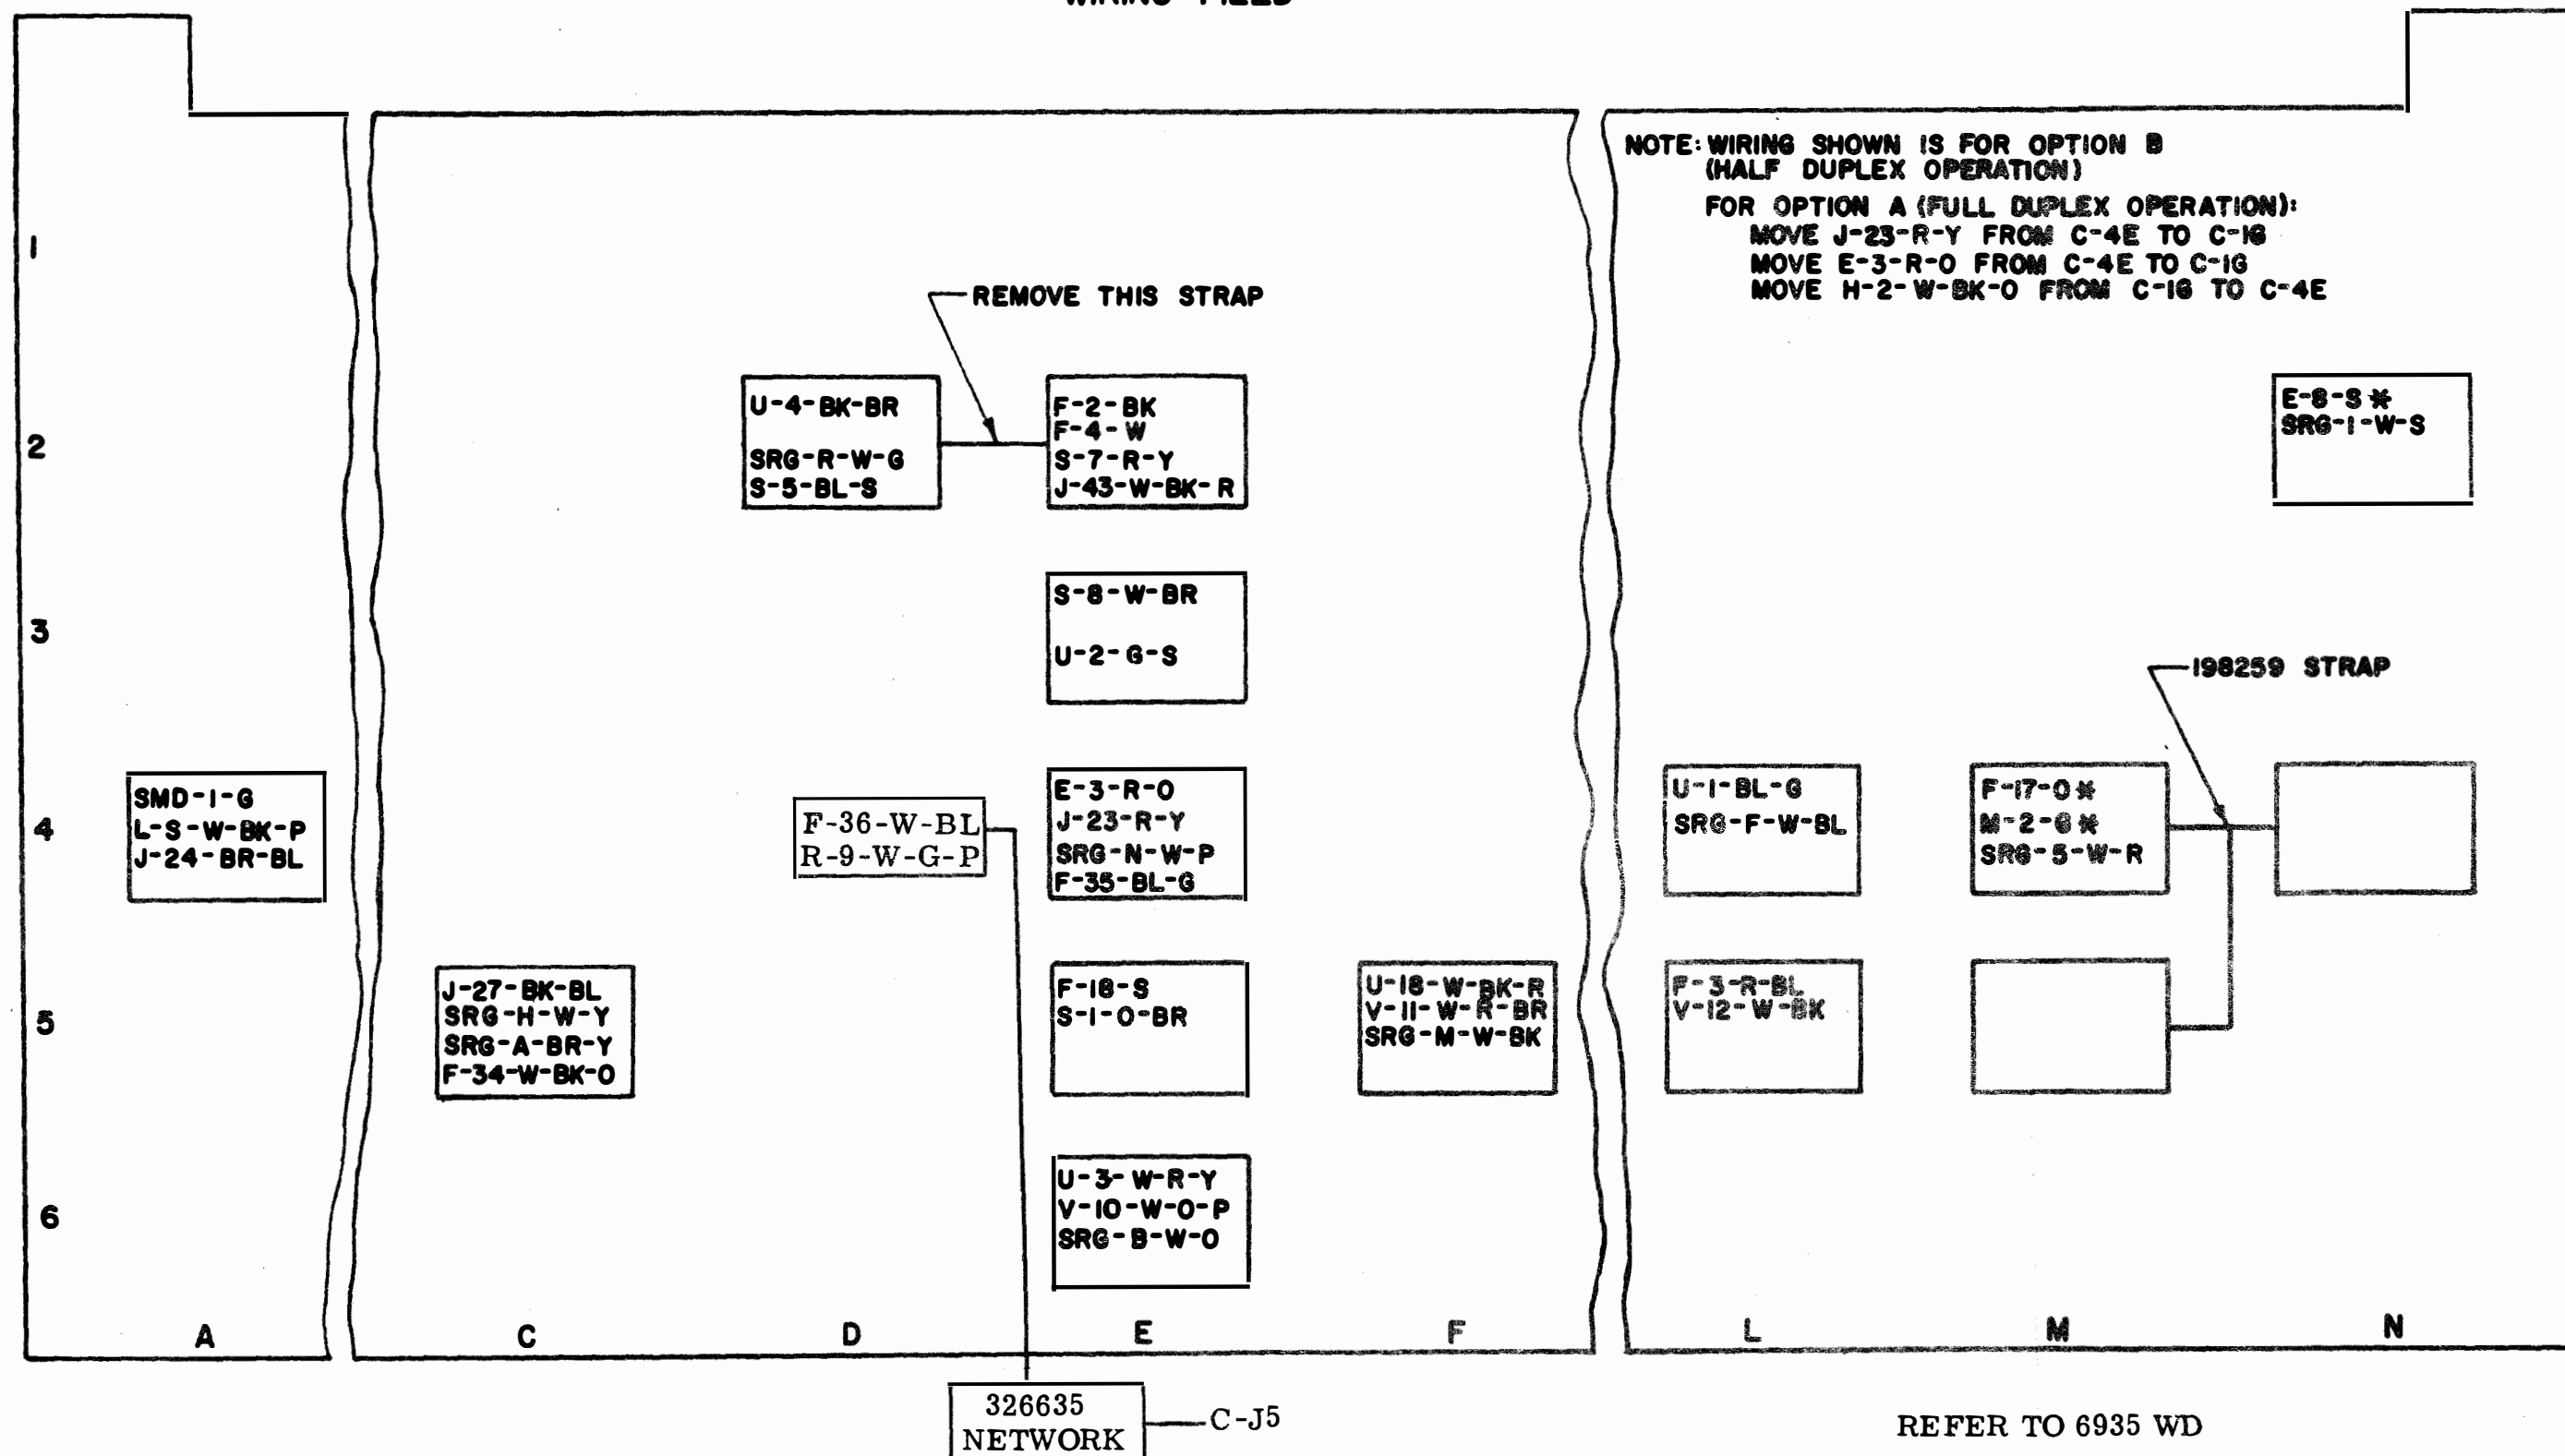 WIRING FIELD
NOTE: WIRING SHOWN IS FOR OPTION B
(HALF DUPLEX OPERATION)
FOR OPTION A (FULL DUPLEX OPERATION):
MOVE J-23-R-Y FROM C-4E TO C-1G
MOVE E-3-R-O FROM C-4E TO C-1G
MOVE H-2-W-BK-O FROM C-1G TO C-4E
1
REMOVE THIS STRAP
2
U-4-BK-BR
SRG-R-W-G
S-5-BL-S
F-2-BK
F-4-W
S-7-R-Y
J-43-W-BK-R
E-8-S*
SRG-1-W-S
3
S-8-W-BR
U-2-G-S
198259 STRAP
4
SMD-1-G
L-S-W-BK-P
J-24-BR-BL
F-36-W-BL
R-9-W-G-P
E-3-R-O
J-23-R-Y
SRG-N-W-P
F-35-BL-G
U-1-BL-G
SRG-F-W-BL
F-17-O*
M-2-G*
SRG-5-W-R
5
J-27-BK-BL
SRG-H-W-Y
SRG-A-BR-Y
F-34-W-BK-O
F-18-S
S-1-O-BR
U-18-W-BK-R
V-11-W-R-BR
SRG-M-W-BK
F-3-R-BL
V-12-W-BK
6
U-3-W-R-Y
V-10-W-O-P
SRG-B-W-O
A C D E F L M N
326635
NETWORK
C-J5
REFER TO 6935 WD